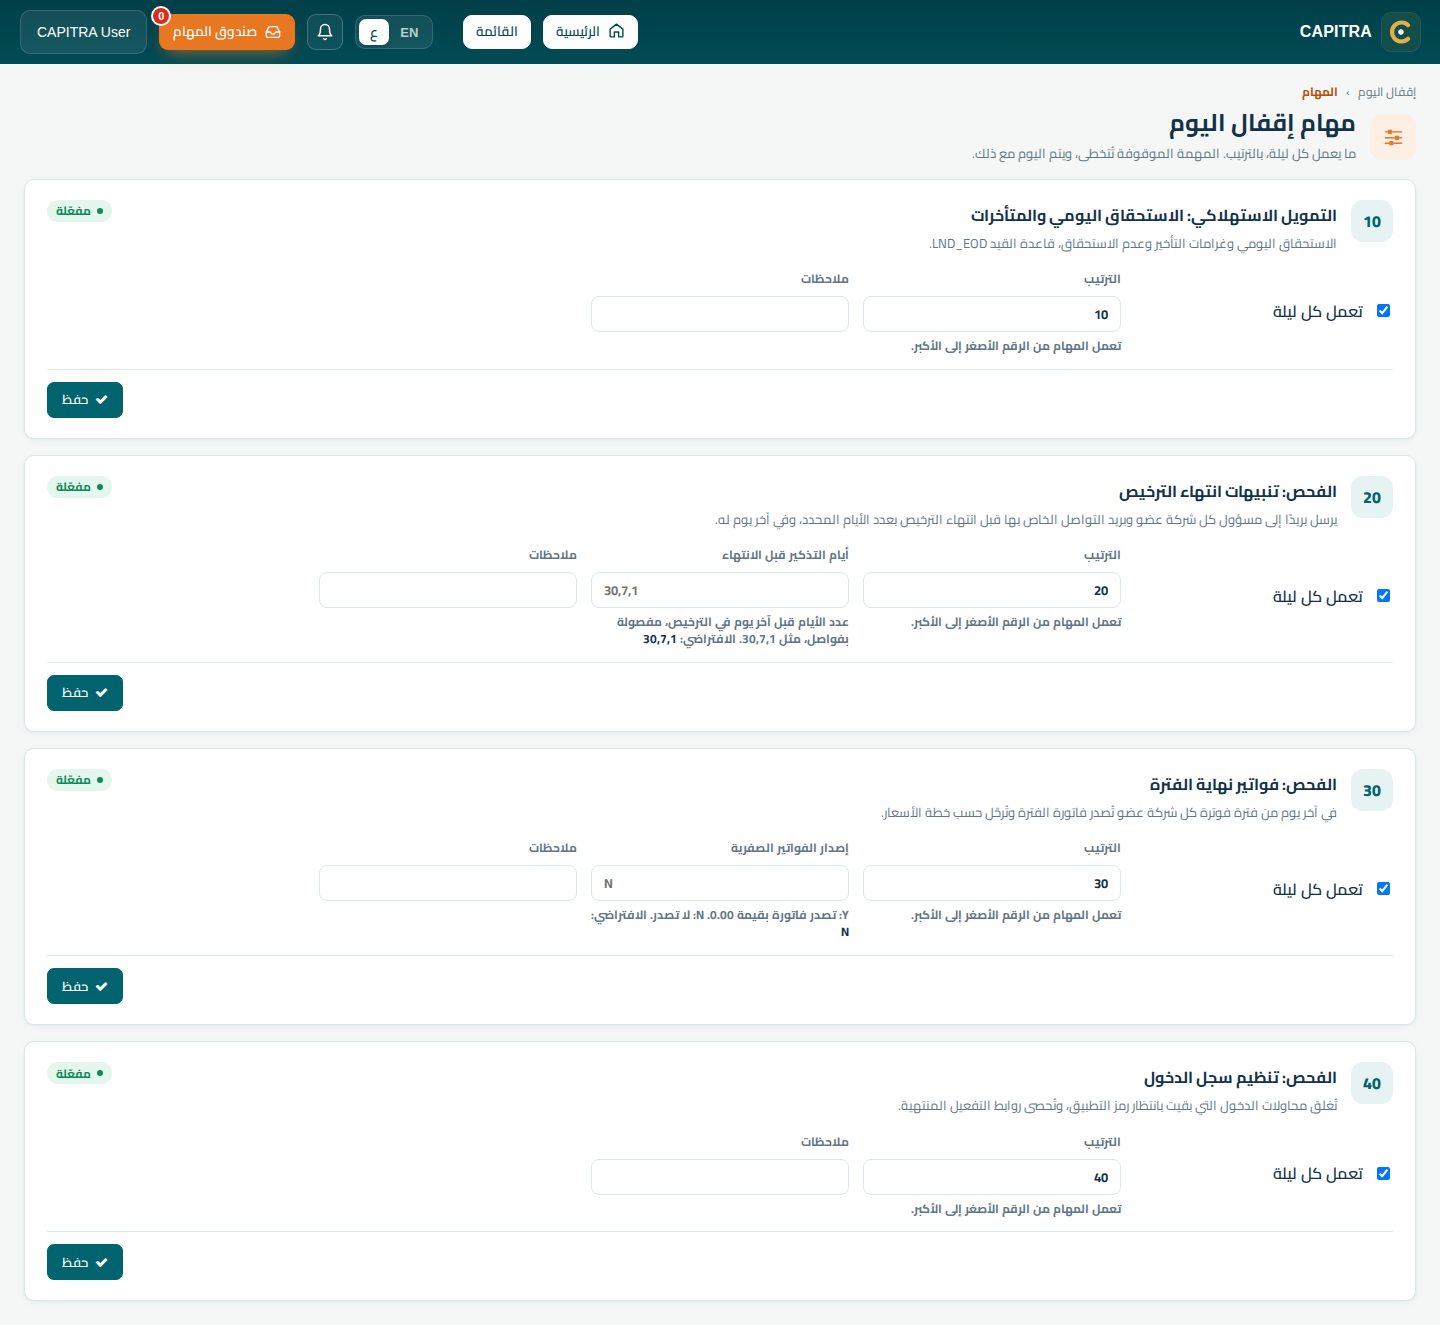 CAPITRA
الرئيسية
القائمة
EN
ع
صندوق المهام
0
CAPITRA User
إقفال اليوم › المهام
مهام إقفال اليوم
ما يعمل كل ليلة، بالترتيب. المهمة الموقوفة تُتخطى، ويتم اليوم مع ذلك.
10
التمويل الاستهلاكي: الاستحقاق اليومي والمتأخرات
مفعّلة
الاستحقاق اليومي وغرامات التأخير وعدم الاستحقاق، قاعدة القيد LND_EOD.
تعمل كل ليلة
الترتيب
10
تعمل المهام من الرقم الأصغر إلى الأكبر.
ملاحظات
حفظ
20
الفحص: تنبيهات انتهاء الترخيص
مفعّلة
يرسل بريدًا إلى مسؤول كل شركة عضو وبريد التواصل الخاص بها قبل انتهاء الترخيص بعدد الأيام المحدد، وفي آخر يوم له.
تعمل كل ليلة
الترتيب
20
تعمل المهام من الرقم الأصغر إلى الأكبر.
أيام التذكير قبل الانتهاء
30,7,1
عدد الأيام قبل آخر يوم في الترخيص، مفصولة
بفواصل، مثل 30,7,1. الافتراضي: 30,7,1
ملاحظات
حفظ
30
الفحص: فواتير نهاية الفترة
مفعّلة
في آخر يوم من فترة فوترة كل شركة عضو تُصدر فاتورة الفترة وتُرحّل حسب خطة الأسعار.
تعمل كل ليلة
الترتيب
30
تعمل المهام من الرقم الأصغر إلى الأكبر.
إصدار الفواتير الصفرية
N
Y: تصدر فاتورة بقيمة 0.00. N: لا تصدر. الافتراضي:
N
ملاحظات
حفظ
40
الفحص: تنظيم سجل الدخول
مفعّلة
تُغلق محاولات الدخول التي بقيت بانتظار رمز التطبيق، وتُحصى روابط التفعيل المنتهية.
تعمل كل ليلة
الترتيب
40
تعمل المهام من الرقم الأصغر إلى الأكبر.
ملاحظات
حفظ